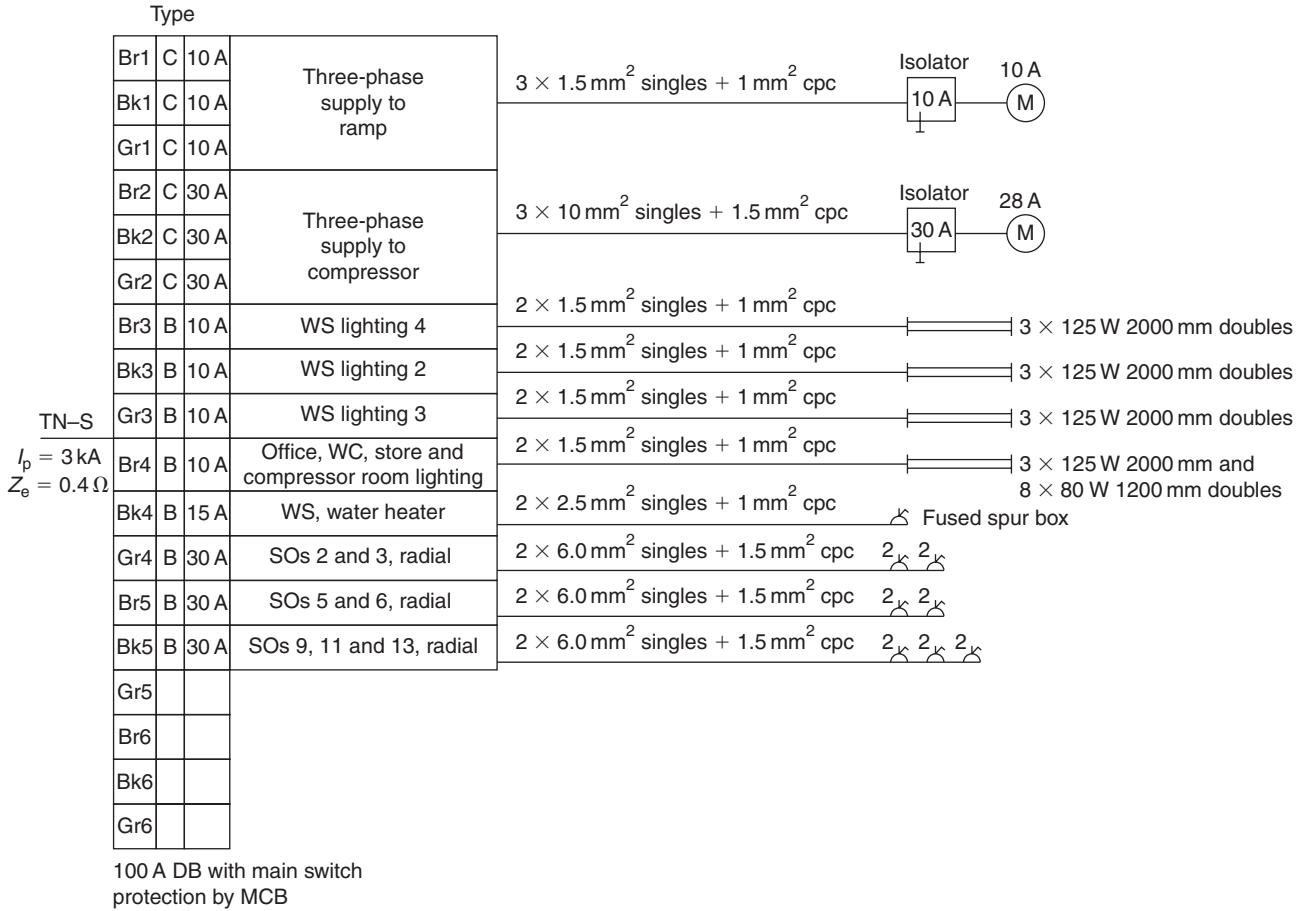 Type
Br1 C 10 A
Bk1 C 10 A
Gr1 C 10 A
Three-phase
supply to
ramp
3 × 1.5 mm² singles + 1 mm² cpc
Isolator
10 A
10 A
M
Br2 C 30 A
Bk2 C 30 A
Gr2 C 30 A
Three-phase
supply to
compressor
3 × 10 mm² singles + 1.5 mm² cpc
Isolator
30 A
28 A
M
Br3 B 10 A WS lighting 4 2 × 1.5 mm² singles + 1 mm² cpc 3 × 125 W 2000 mm doubles
Bk3 B 10 A WS lighting 2 2 × 1.5 mm² singles + 1 mm² cpc 3 × 125 W 2000 mm doubles
Gr3 B 10 A WS lighting 3 2 × 1.5 mm² singles + 1 mm² cpc 3 × 125 W 2000 mm doubles
TN–S
Ip = 3 kA
Ze = 0.4 Ω
Br4 B 10 A
Office, WC, store and
compressor room lighting
2 × 1.5 mm² singles + 1 mm² cpc
3 × 125 W 2000 mm and
8 × 80 W 1200 mm doubles
Bk4 B 15 A WS, water heater 2 × 2.5 mm² singles + 1 mm² cpc Fused spur box
Gr4 B 30 A SOs 2 and 3, radial 2 × 6.0 mm² singles + 1.5 mm² cpc 2 2
Br5 B 30 A SOs 5 and 6, radial 2 × 6.0 mm² singles + 1.5 mm² cpc 2 2
Bk5 B 30 A SOs 9, 11 and 13, radial 2 × 6.0 mm² singles + 1.5 mm² cpc 2 2 2
Gr5
Br6
Bk6
Gr6
100 A DB with main switch
protection by MCB